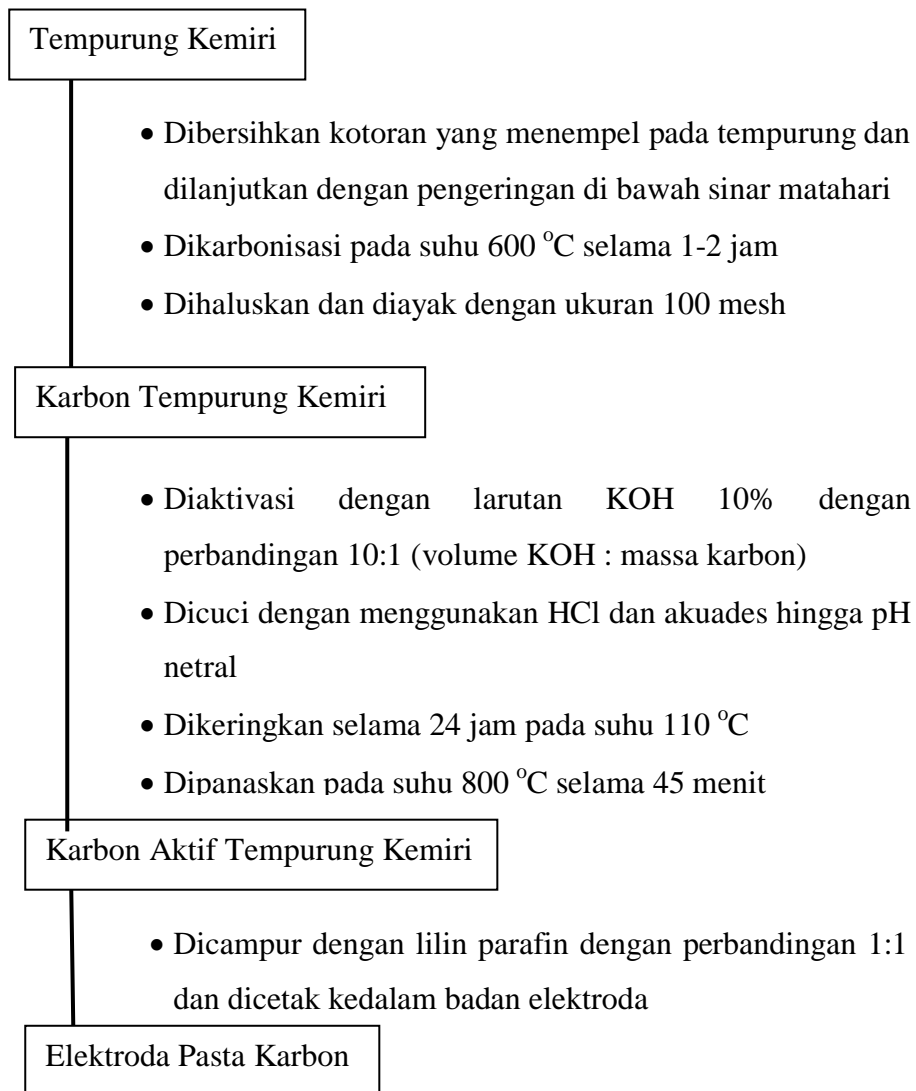 Tempurung Kemiri
• Dibersihkan kotoran yang menempel pada tempurung dan
dilanjutkan dengan pengeringan di bawah sinar matahari
• Dikarbonisasi pada suhu 600 °C selama 1-2 jam
• Dihaluskan dan diayak dengan ukuran 100 mesh
Karbon Tempurung Kemiri
• Diaktivasi dengan larutan KOH 10% dengan
perbandingan 10:1 (volume KOH : massa karbon)
• Dicuci dengan menggunakan HCl dan akuades hingga pH
netral
• Dikeringkan selama 24 jam pada suhu 110 °C
• Dipanaskan pada suhu 800 °C selama 45 menit
Karbon Aktif Tempurung Kemiri
• Dicampur dengan lilin parafin dengan perbandingan 1:1
dan dicetak kedalam badan elektroda
Elektroda Pasta Karbon